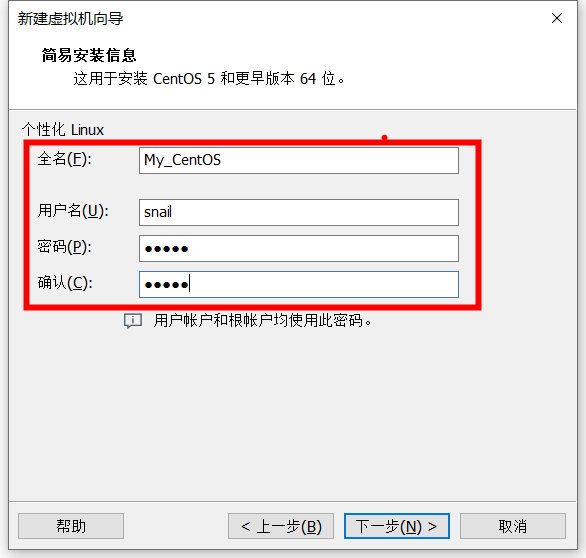 新建虚拟机向导
简易安装信息
这用于安装 CentOS 5 和更早版本 64 位。
个性化 Linux
全名(F): My_CentOS
用户名(U): snail
密码(P): ●●●●●
确认(C): ●●●●●
用户帐户和根帐户均使用此密码。
帮助 < 上一步(B) 下一步(N) > 取消